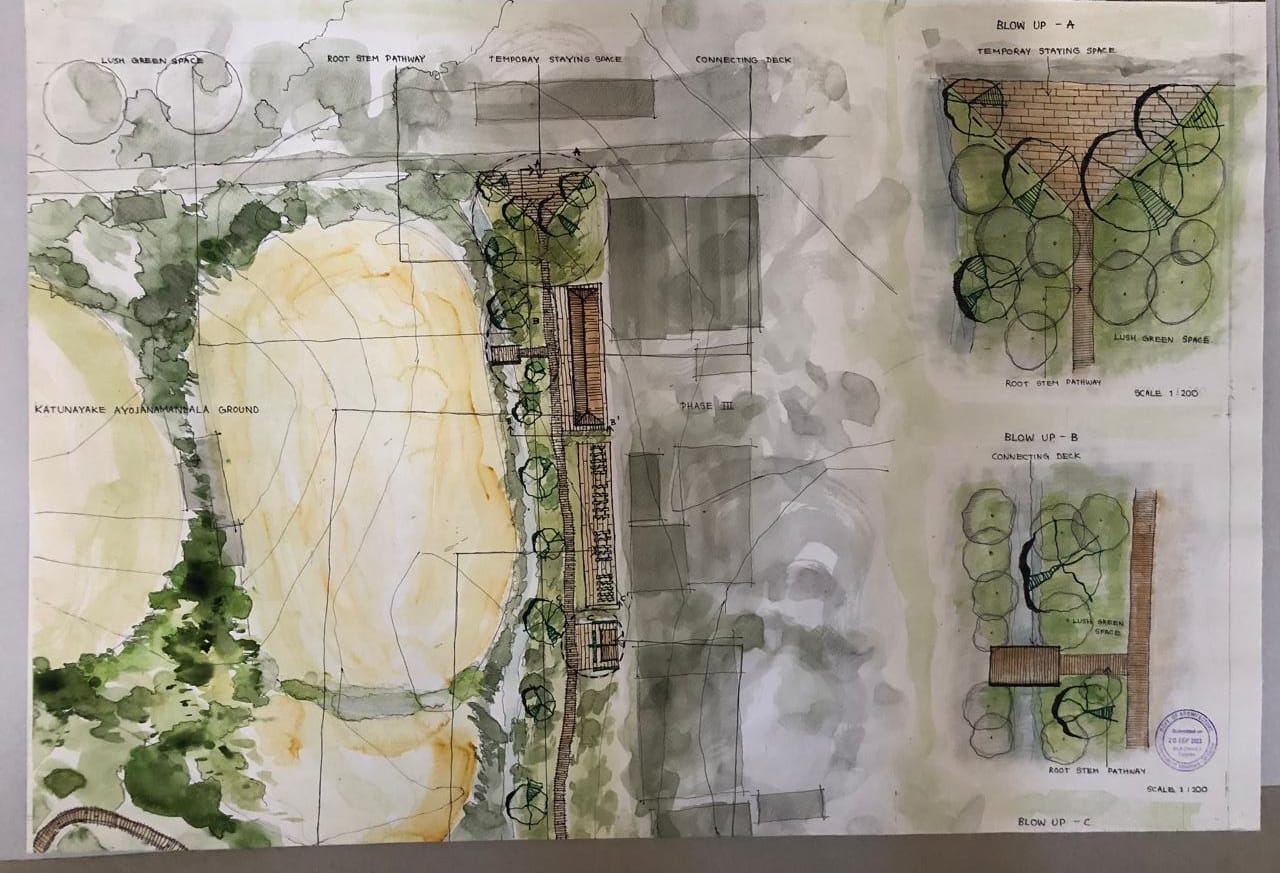 LUSH GREEN SPACE
ROOT STEM PATHWAY
TEMPORAY STAYING SPACE
CONNECTING DECK
A
A'
B
B'
C'
KATUNAYAKE AYOJANAMANDALA GROUND
PHASE III
BLOW UP - A
TEMPORAY STAYING SPACE
LUSH GREEN SPACE
ROOT STEM PATHWAY
SCALE 1:200
BLOW UP - B
CONNECTING DECK
LUSH GREEN
SPACE
ROOT STEM PATHWAY
SCALE 1:200
Submitted on
BLOW UP - C